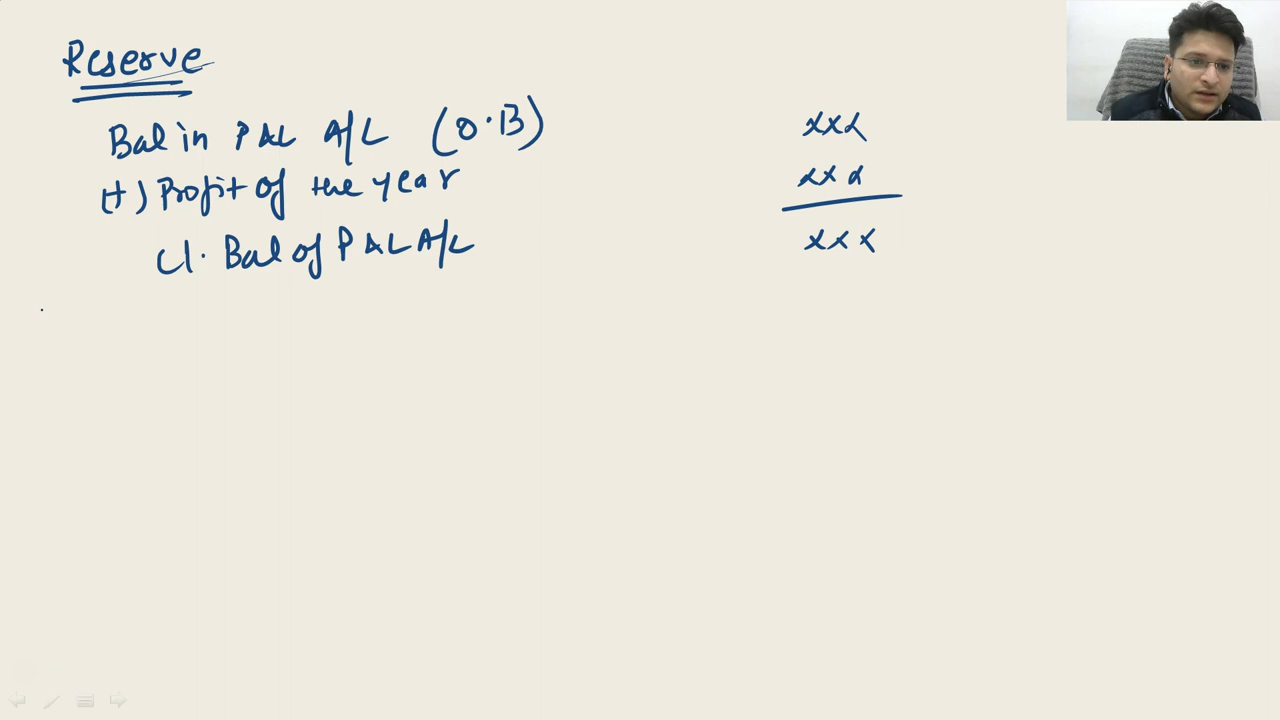 Reserve
Bal in P&L A/C (O.B) xxx
(+) Profit of the year xxx
Cl. Bal of P&L A/C xxx